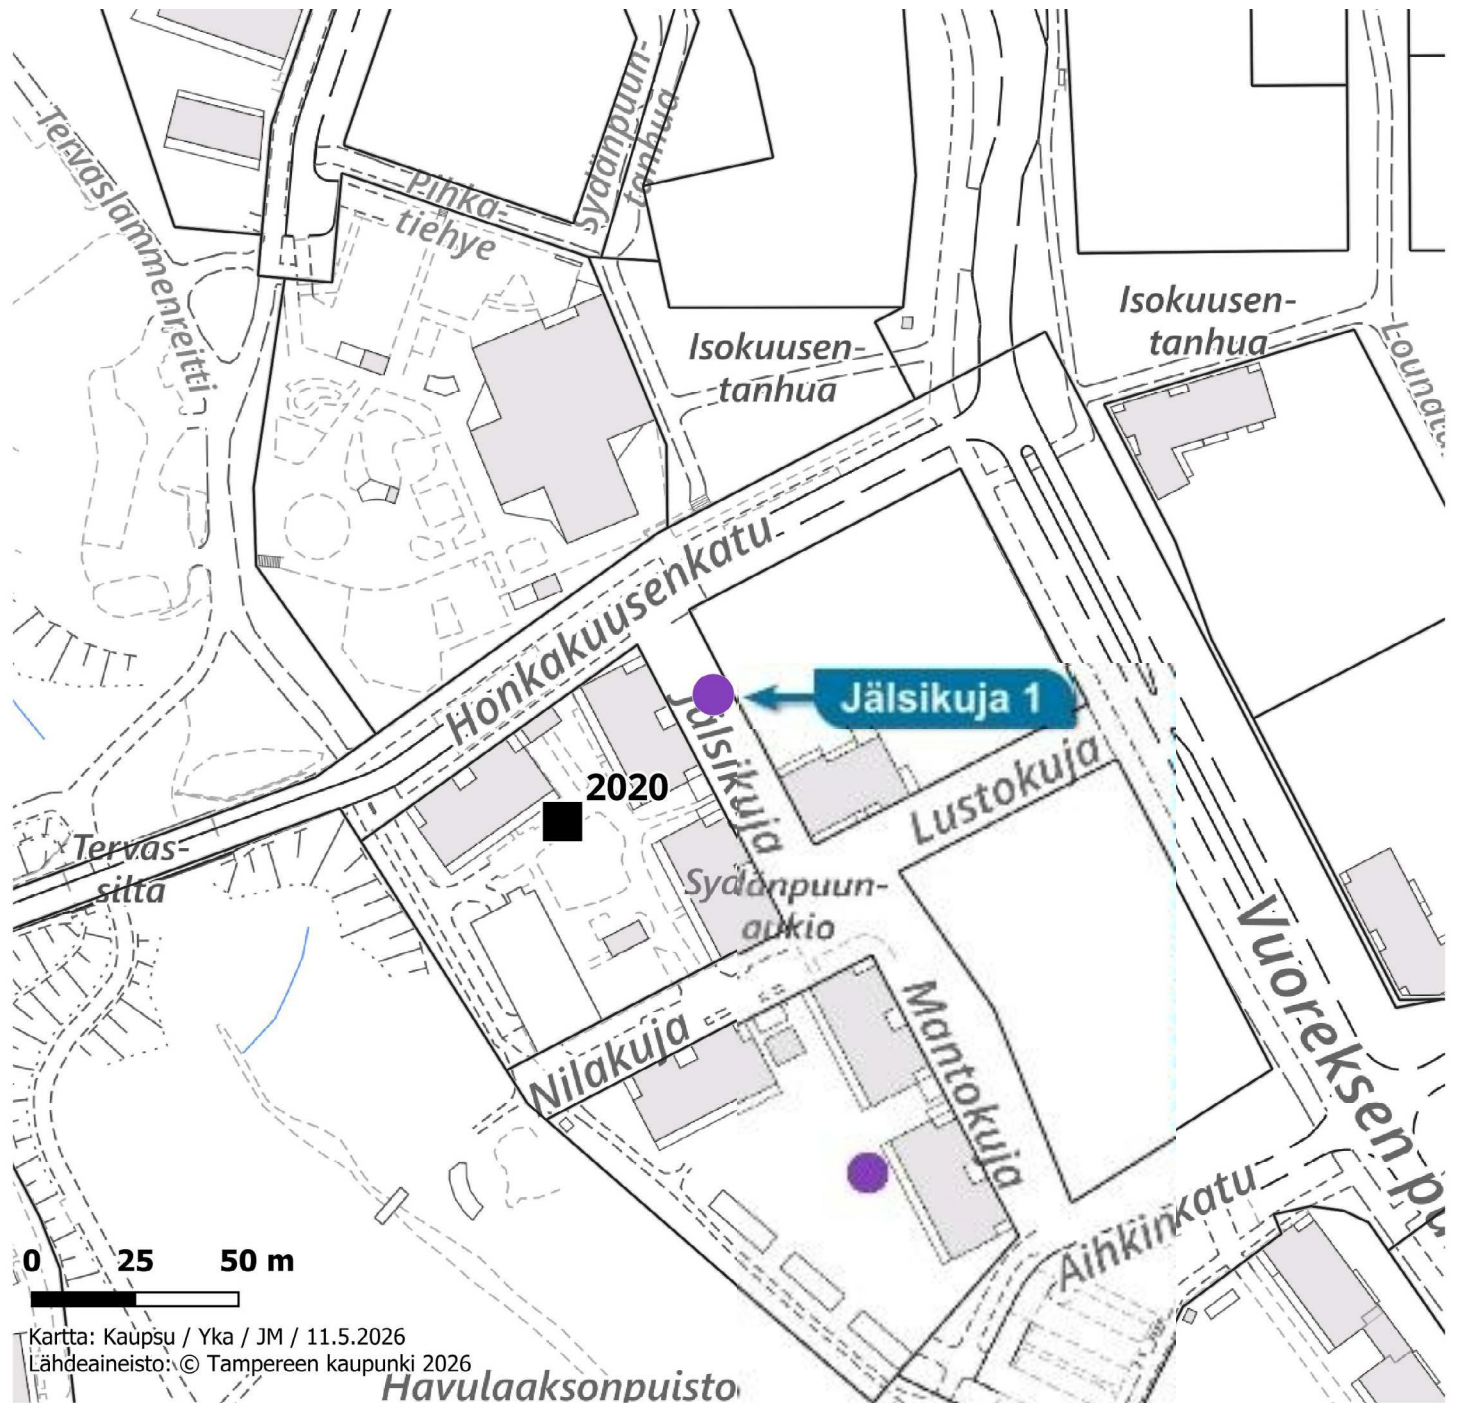 Sydänpuun-
tanhua
Tervaslammenreitti
Pihka-
tiehye
Isokuusen-
tanhua
Isokuusen-
tanhua
Honkakuusenkatu
Jälsikuja 1
Jälsikuja
Lustokuja
2020
Tervas-
silta
Sydänpuun-
aukio
Vuoreksen
Nilakuja
Mantokuja
Aihkinkatu
0 25 50 m
Kartta: Kaupsu / Yka / JM / 11.5.2026
Lähdeaineisto: © Tampereen kaupunki 2026
Havulaaksonpuisto